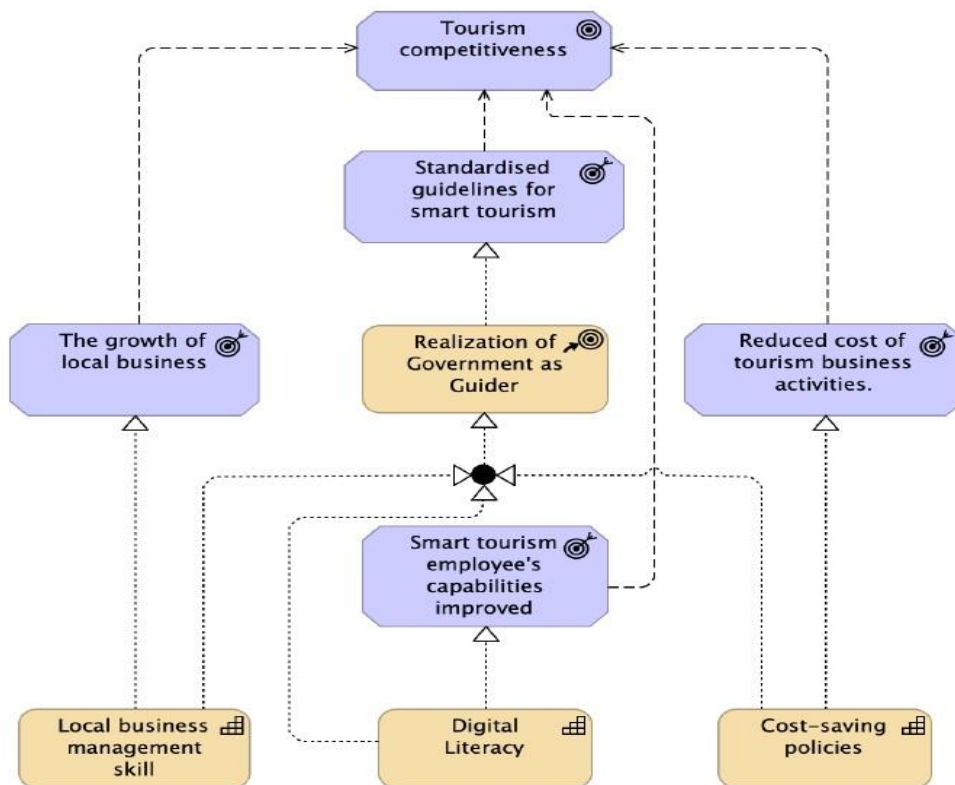 Tourism
competitiveness
Standardised
guidelines for
smart tourism
The growth of
local business
Realization of
Government as
Guider
Reduced cost of
tourism business
activities.
Smart tourism
employee's
capabilities
improved
Local business
management
skill
Digital
Literacy
Cost-saving
policies